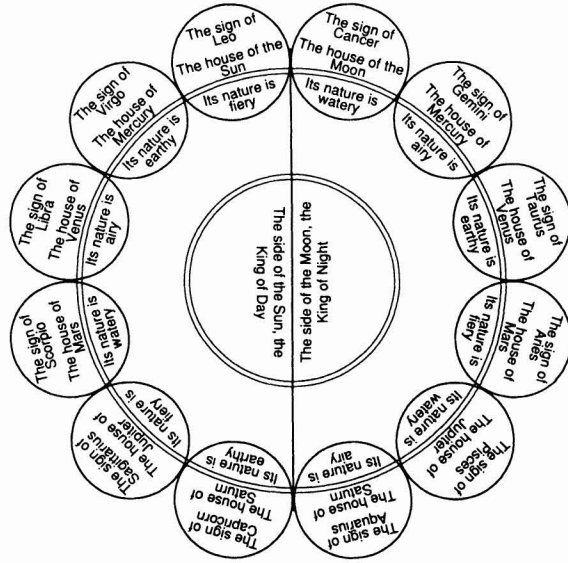 The sign of
Leo
The house of the
Sun
Its nature is
fiery
The sign of
Cancer
The house of the
Moon
Its nature is
watery
The sign of
Gemini
The house of
Mercury
Its nature is
airy
The sign of
Taurus
The house of
Venus
Its nature is
earthy
The sign of
Aries
The house of
Mars
Its nature is
fiery
The sign of
Pisces
The house of
Jupiter
Its nature is
watery
The sign of
Aquarius
The house of
Saturn
Its nature is
airy
The sign of
Capricorn
The house of
Saturn
Its nature is
earthy
The sign of
Sagittarius
The house of
Jupiter
Its nature is
fiery
The sign of
Scorpio
The house of
Mars
Its nature is
watery
The sign of
Libra
The house of
Venus
Its nature is
airy
The sign of
Virgo
The house of
Mercury
Its nature is
earthy
The side of the Sun, the
King of Day
The side of the Moon, the
King of Night